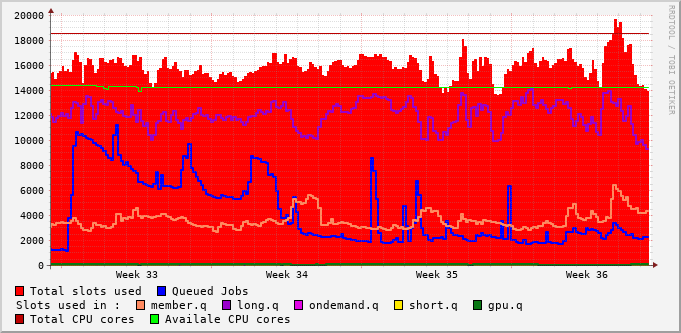 RRDTOOL / TOBI OETIKER
20000
18000
16000
14000
12000
10000
8000
6000
4000
2000
0
Week 33 Week 34 Week 35 Week 36
Total slots used Queued Jobs
Slots used in : member.q long.q ondemand.q short.q gpu.q
Total CPU cores Availale CPU cores